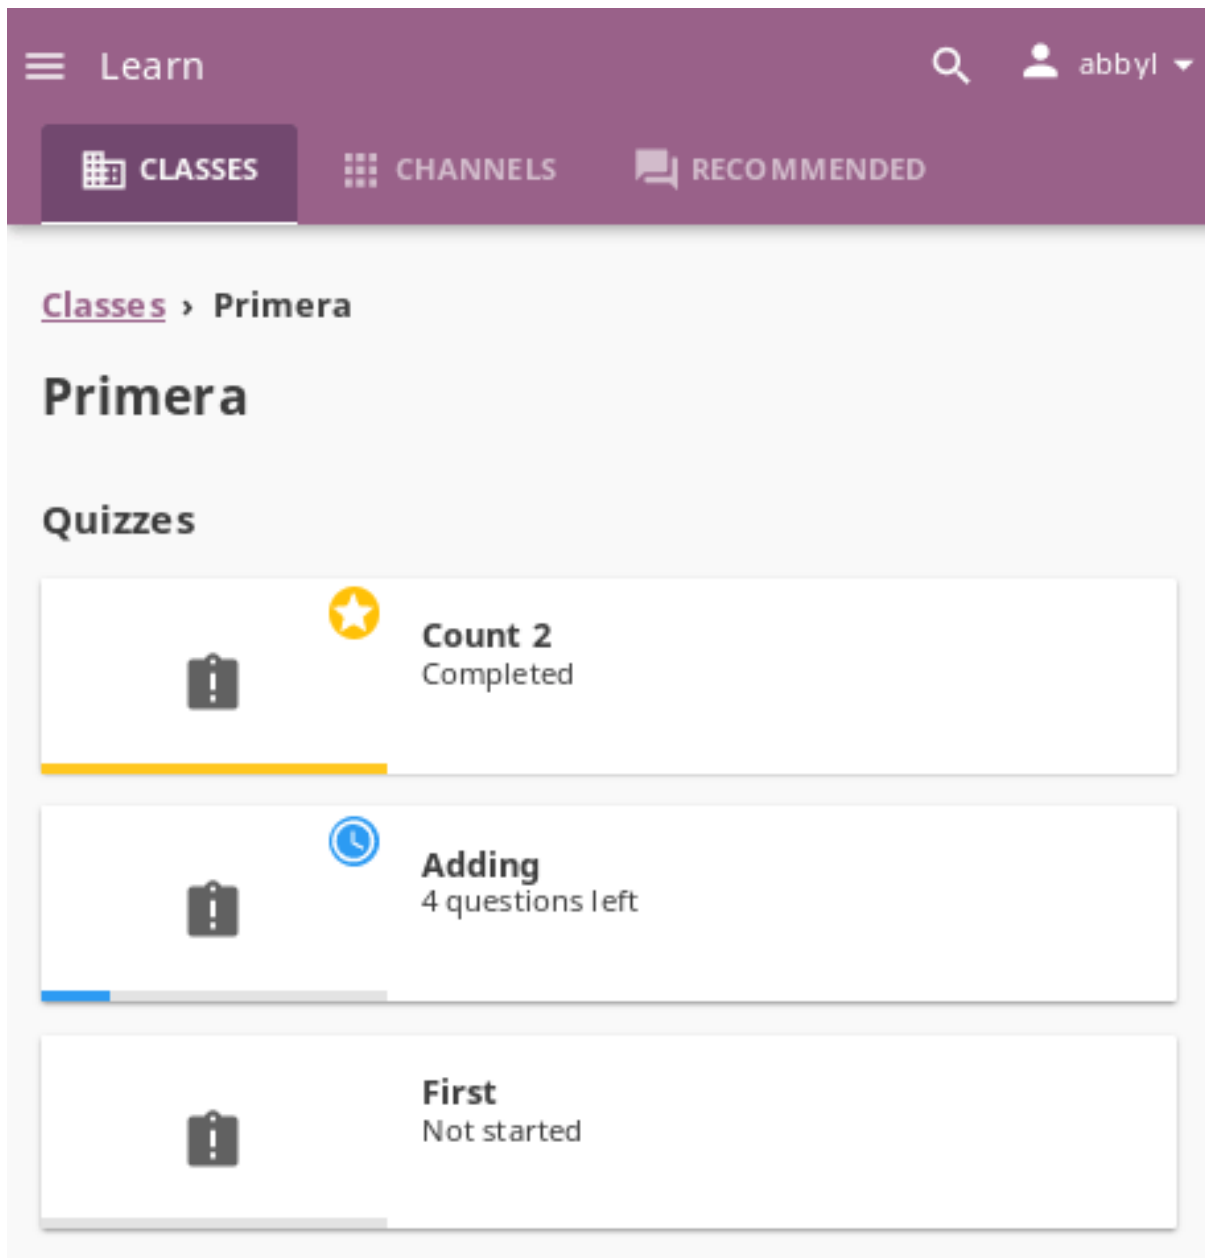 Learn
abbyl
CLASSES CHANNELS RECOMMENDED
Classes › Primera
Primera
Quizzes
Count 2
Completed
Adding
4 questions left
First
Not started